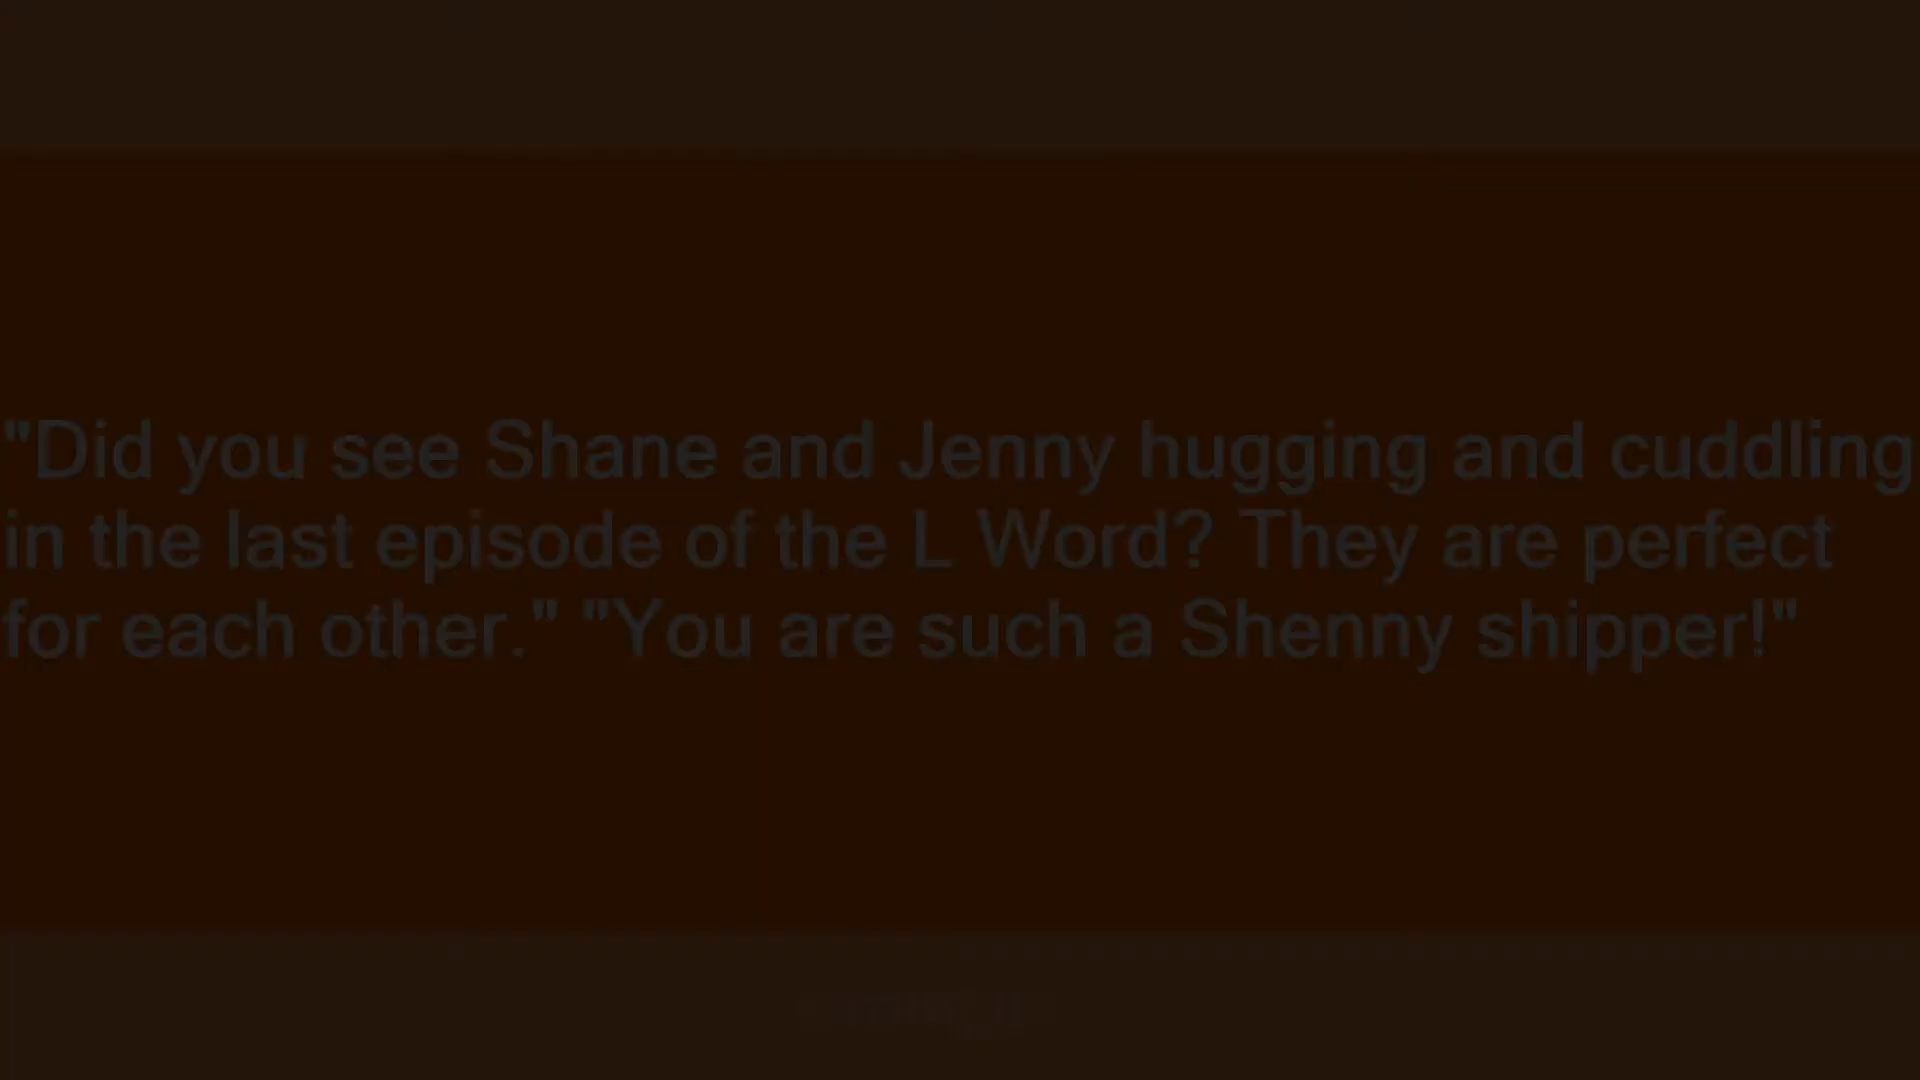 "Did you see Shane and Jenny hugging and cuddling
in the last episode of the L Word? They are perfect
for each other." "You are such a Shenny shipper!"